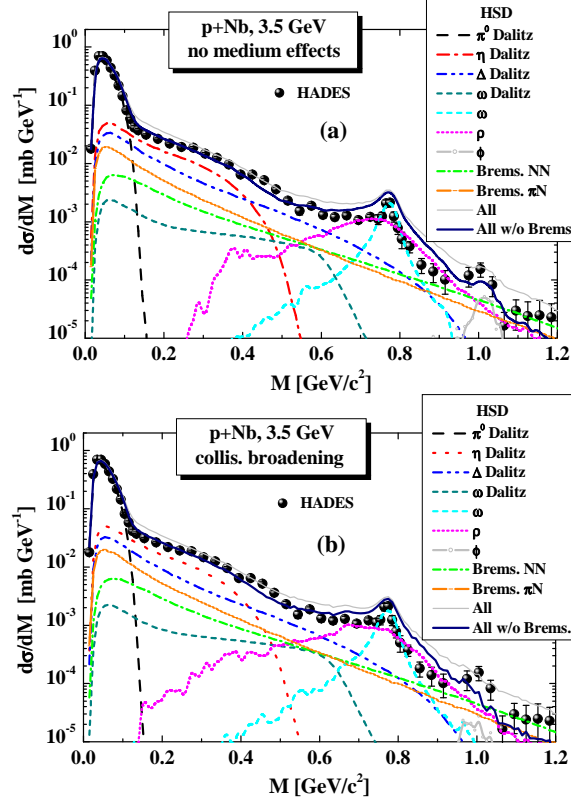 p+Nb, 3.5 GeV
no medium effects
HADES
(a)
HSD
π⁰ Dalitz
η Dalitz
Δ Dalitz
ω Dalitz
ω
ρ
ϕ
Brems. NN
Brems. πN
All
All w/o Brems.
dσ/dM [mb GeV⁻¹]
10⁰
10⁻¹
10⁻²
10⁻³
10⁻⁴
10⁻⁵
0.0 0.2 0.4 0.6 0.8 1.0 1.2
M [GeV/c²]
p+Nb, 3.5 GeV
collis. broadening
HADES
(b)
HSD
π⁰ Dalitz
η Dalitz
Δ Dalitz
ω Dalitz
ω
ρ
ϕ
Brems. NN
Brems. πN
All
All w/o Brems.
dσ/dM [mb GeV⁻¹]
10⁰
10⁻¹
10⁻²
10⁻³
10⁻⁴
10⁻⁵
0.0 0.2 0.4 0.6 0.8 1.0 1.2
M [GeV/c²]